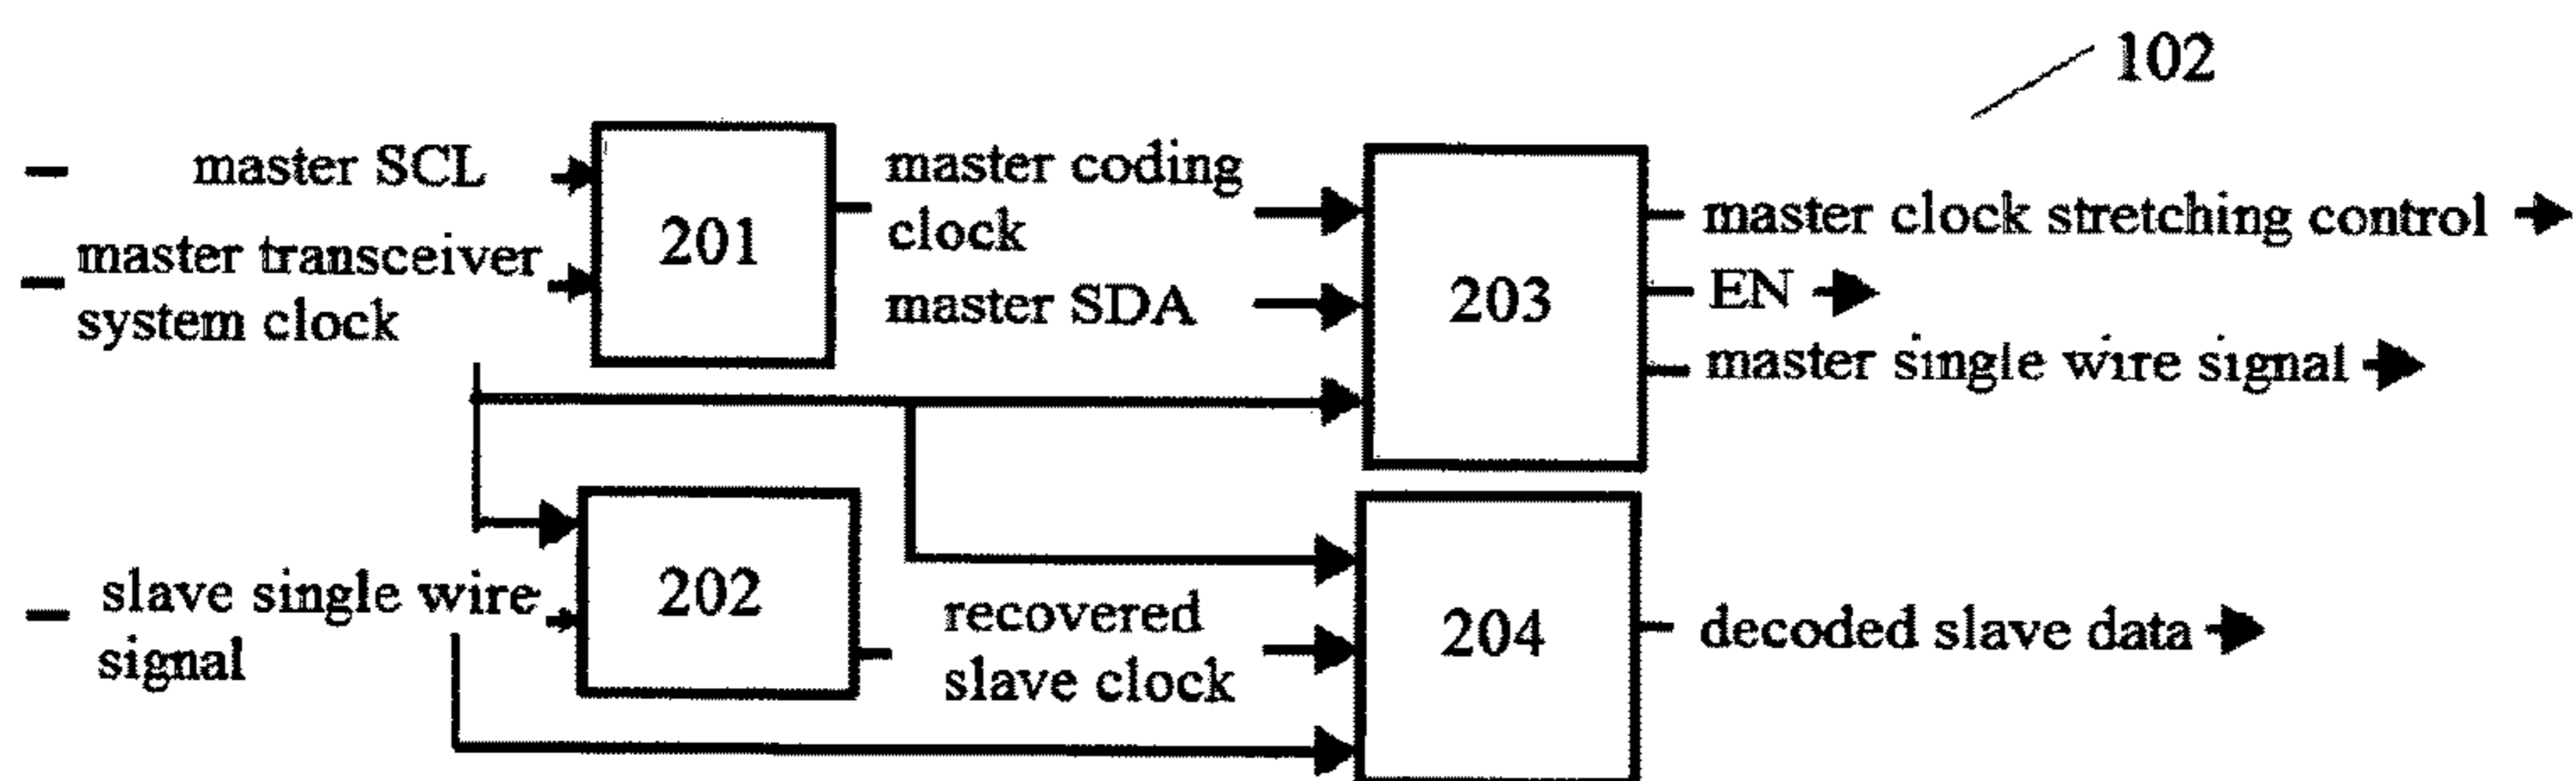 102
master SCL
master transceiver
system clock
201
master coding
clock
master SDA
203
master clock stretching control
EN
master single wire signal
slave single wire
signal
202
recovered
slave clock
204
decoded slave data